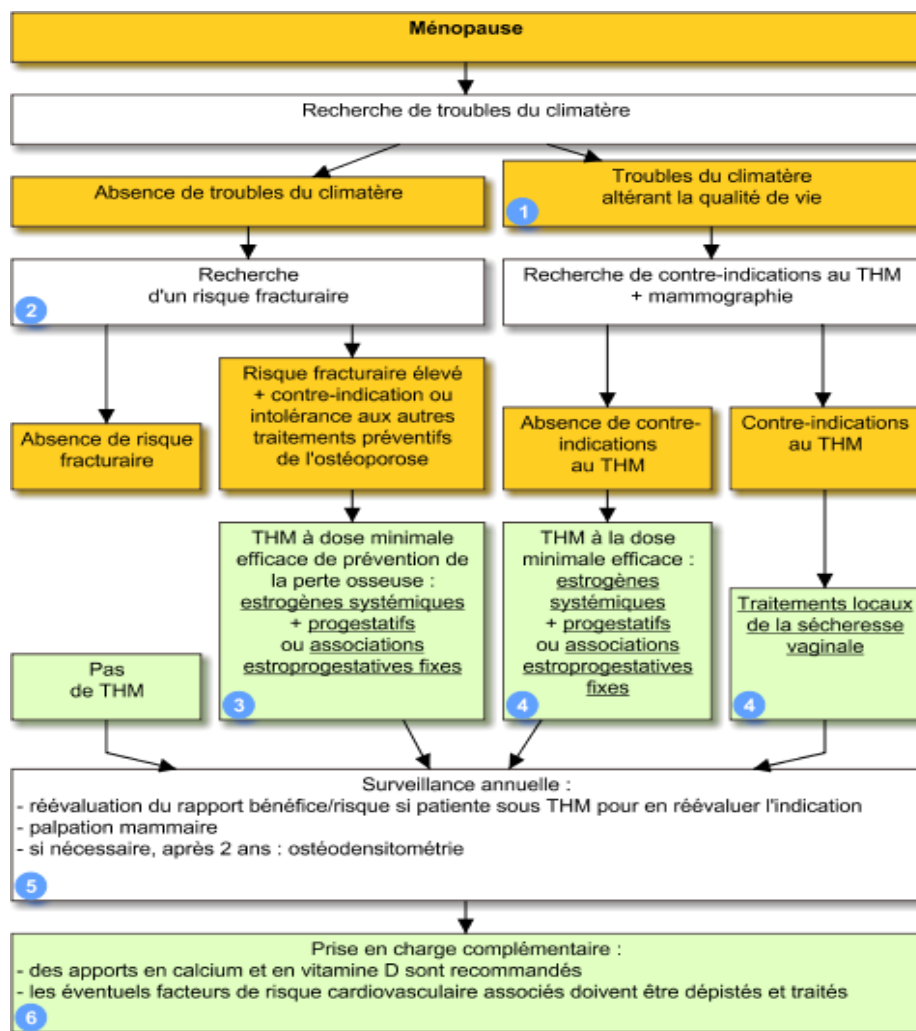 Ménopause
Recherche de troubles du climatère
Absence de troubles du climatère
Troubles du climatère
altérant la qualité de vie
1
Recherche
d'un risque fracturaire
2
Recherche de contre-indications au THM
+ mammographie
Absence de risque
fracturaire
Risque fracturaire élevé
+ contre-indication ou
intolérance aux autres
traitements préventifs
de l'ostéoporose
Absence de contre-
indications
au THM
Contre-indications
au THM
Pas
de THM
THM à dose minimale
efficace de prévention de
la perte osseuse :
estrogènes systémiques
+ progestatifs
ou associations
estroprogestatives fixes
3
THM à la dose
minimale efficace :
estrogènes
systémiques
+ progestatifs
ou associations
estroprogestatives
fixes
4
Traitements locaux
de la sécheresse
vaginale
4
Surveillance annuelle :
- réévaluation du rapport bénéfice/risque si patiente sous THM pour en réévaluer l'indication
- palpation mammaire
- si nécessaire, après 2 ans : ostéodensitométrie
5
Prise en charge complémentaire :
- des apports en calcium et en vitamine D sont recommandés
- les éventuels facteurs de risque cardiovasculaire associés doivent être dépistés et traités
6